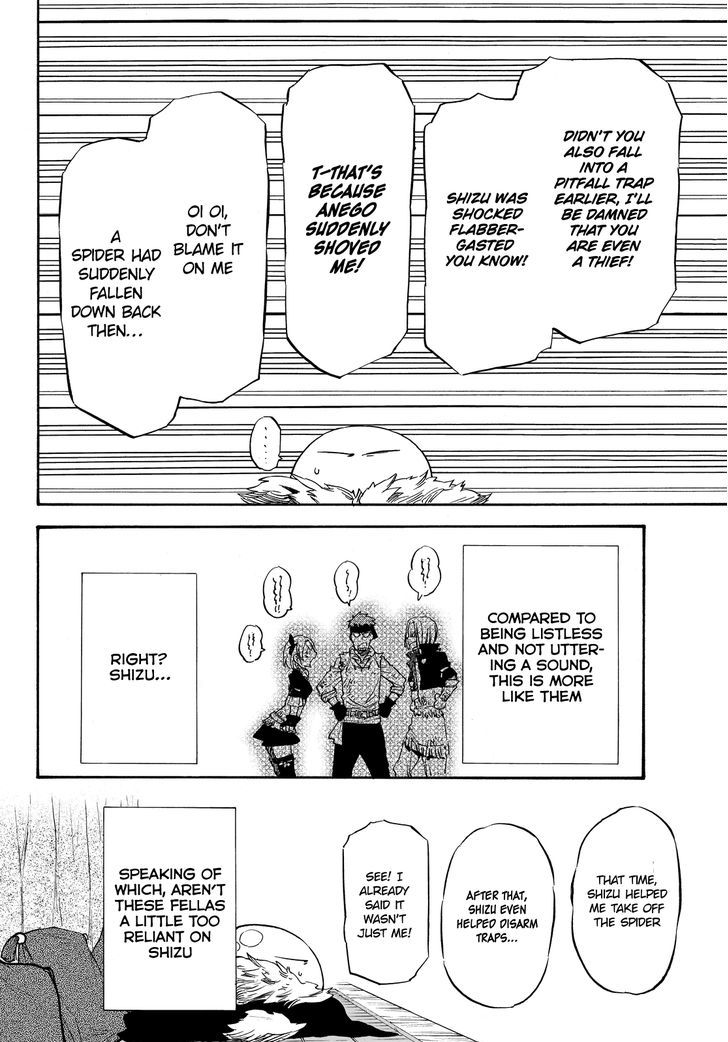 DIDN'T YOU
ALSO FALL
INTO A
PITFALL TRAP
EARLIER, I'LL
BE DAMNED THAT
YOU ARE EVEN
A THIEF!
SHIZU WAS
SHOCKED
FLABBER-
GASTED
YOU KNOW!
T-THAT'S
BECAUSE
ANEGO
SUDDENLY
SHOVED
ME!
OI OI,
DON'T
BLAME IT
ON ME
A
SPIDER HAD
SUDDENLY
FALLEN
DOWN BACK
THEN...
COMPARED TO
BEING LISTLESS
AND NOT UTTER-
ING A SOUND,
THIS IS MORE
LIKE THEM
RIGHT?
SHIZU...
THAT TIME,
SHIZU HELPED
ME TAKE OFF
THE SPIDER
AFTER THAT,
SHIZU EVEN
HELPED DISARM
TRAPS...
SEE! I
ALREADY
SAID IT
WASN'T
JUST ME!
SPEAKING OF
WHICH, AREN'T
THESE FELLAS
A LITTLE TOO
RELIANT ON
SHIZU